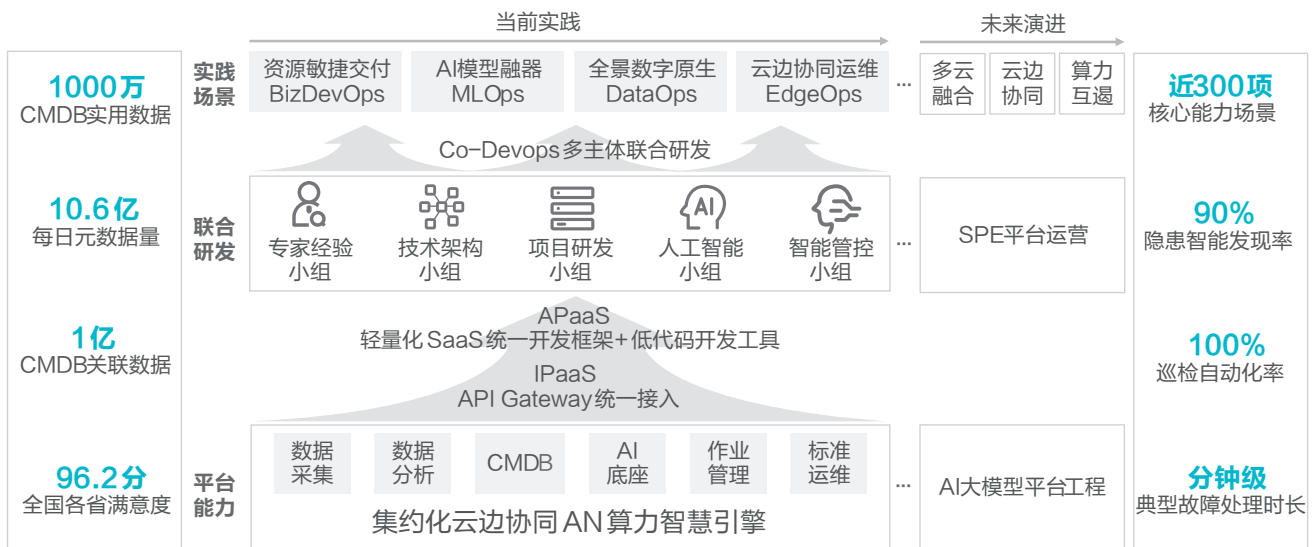 当前实践
未来演进
1000万
CMDB实用数据
10.6亿
每日元数据量
1亿
CMDB关联数据
96.2分
全国各省满意度
实践
场景
资源敏捷交付
BizDevOps
AI模型融器
MLOps
全景数字原生
DataOps
云边协同运维
EdgeOps
...
多云
融合
云边
协同
算力
互遏
Co-Devops多主体联合研发
联合
研发
专家经验
小组
技术架构
小组
项目研发
小组
AI
人工智能
小组
智能管控
小组
...
SPE平台运营
APaaS
轻量化SaaS统一开发框架+低代码开发工具
IPaaS
API Gateway统一接入
平台
能力
数据
采集
数据
分析
CMDB
AI
底座
作业
管理
标准
运维
集约化云边协同AN算力智慧引擎
...
AI大模型平台工程
近300项
核心能力场景
90%
隐患智能发现率
100%
巡检自动化率
分钟级
典型故障处理时长